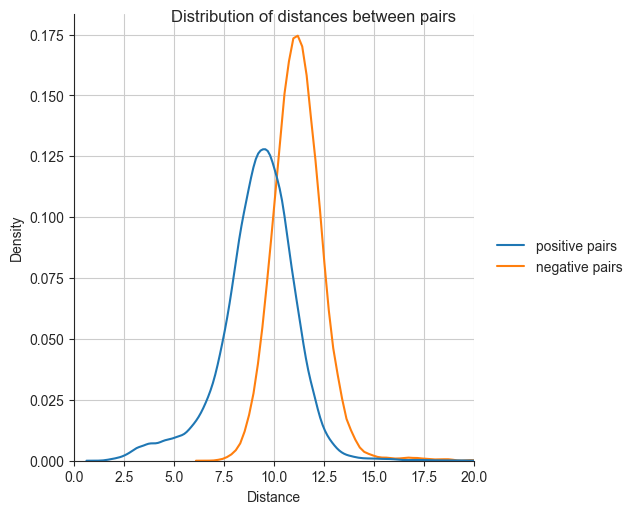 Distribution of distances between pairs
0.175
0.150
0.125
0.100
0.075
0.050
0.025
0.000
Density
0.0 2.5 5.0 7.5 10.0 12.5 15.0 17.5 20.0
Distance
positive pairs
negative pairs